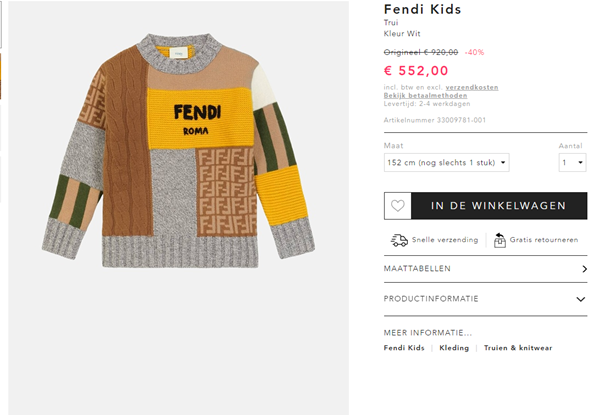 FENDI
ROMA
Fendi Kids
Trui
Kleur Wit
Origineel € 920,00 -40%
€ 552,00
incl. btw en excl. verzendkosten
Bekijk betaalmethoden
Levertijd: 2-4 werkdagen
Artikelnummer 33009781-001
Maat Aantal
152 cm (nog slechts 1 stuk) 1
IN DE WINKELWAGEN
Snelle verzending Gratis retourneren
MAATTABELLEN
PRODUCTINFORMATIE
MEER INFORMATIE...
Fendi Kids | Kleding | Truien & knitwear